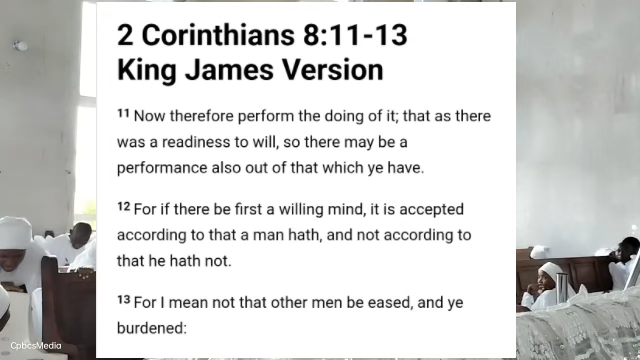 2 Corinthians 8:11-13
King James Version
11 Now therefore perform the doing of it; that as there
was a readiness to will, so there may be a
performance also out of that which ye have.
12 For if there be first a willing mind, it is accepted
according to that a man hath, and not according to
that he hath not.
13 For I mean not that other men be eased, and ye
burdened:
CpbcsMedia